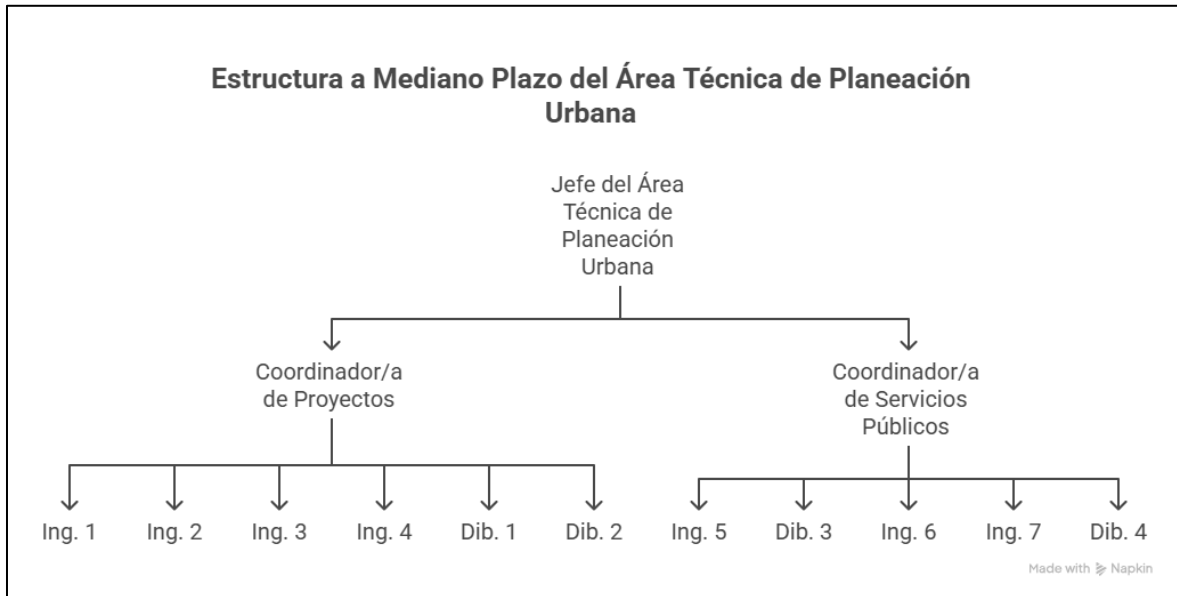 Estructura a Mediano Plazo del Área Técnica de Planeación
Urbana
Jefe del Área
Técnica de
Planeación
Urbana
Coordinador/a
de Proyectos
Coordinador/a
de Servicios
Públicos
Ing. 1
Ing. 2
Ing. 3
Ing. 4
Dib. 1
Dib. 2
Ing. 5
Dib. 3
Ing. 6
Ing. 7
Dib. 4
Made with Napkin